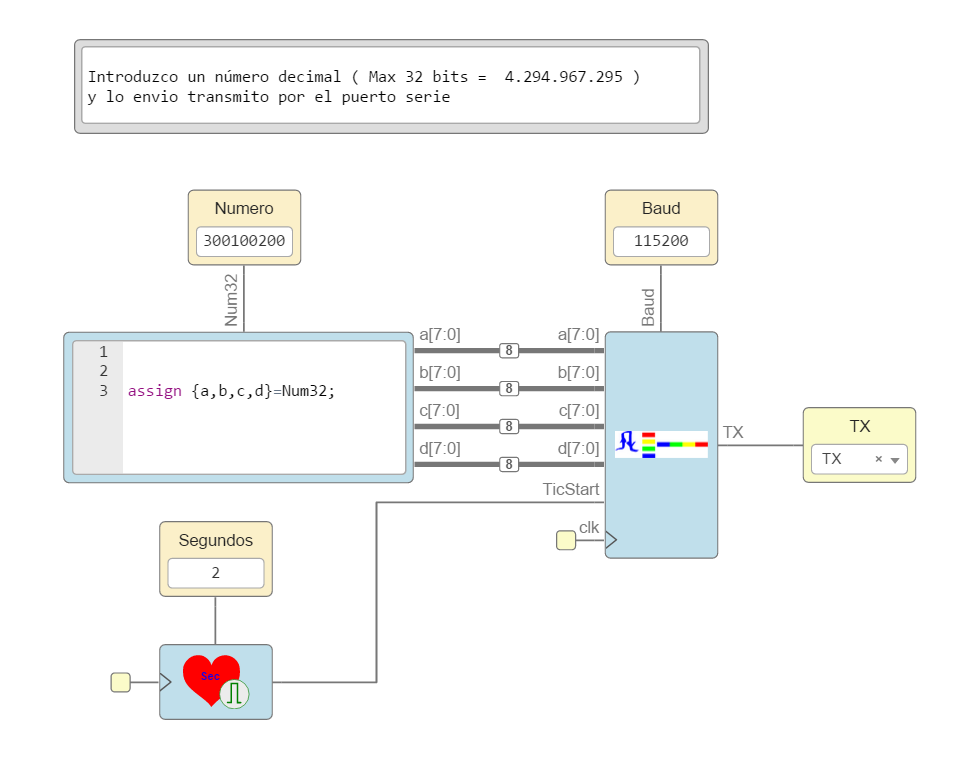 Introduzco un número decimal ( Max 32 bits =  4.294.967.295 )
y lo envio transmito por el puerto serie
Numero
300100200
Num32
Baud
115200
Baud
1
2
3 assign {a,b,c,d}=Num32;
a[7:0] 8 a[7:0]
b[7:0] 8 b[7:0]
c[7:0] 8 c[7:0]
d[7:0] 8 d[7:0]
TicStart
clk
TX
TX
TX × 
Segundos
2
Sec